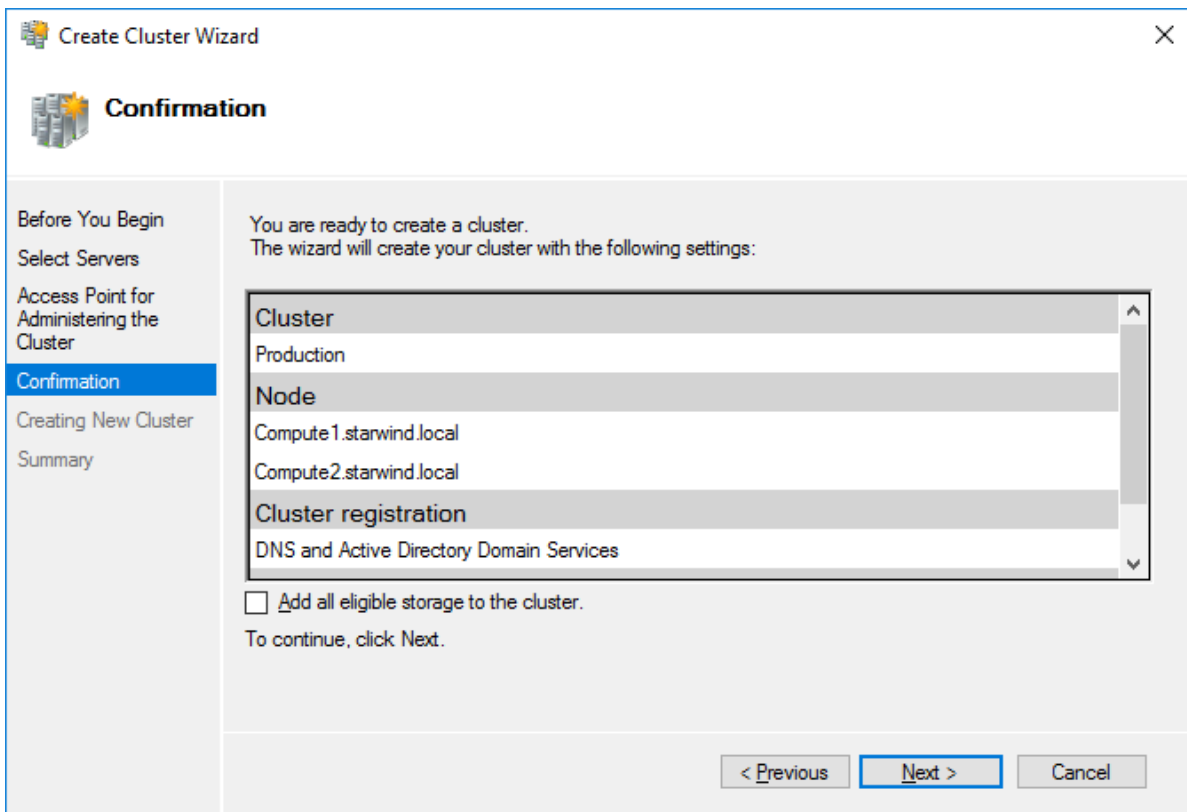 Create Cluster Wizard
Confirmation
Before You Begin
Select Servers
Access Point for
Administering the
Cluster
Confirmation
Creating New Cluster
Summary
You are ready to create a cluster.
The wizard will create your cluster with the following settings:
Cluster
Production
Node
Compute1.starwind.local
Compute2.starwind.local
Cluster registration
DNS and Active Directory Domain Services
Add all eligible storage to the cluster.
To continue, click Next.
< Previous
Next >
Cancel